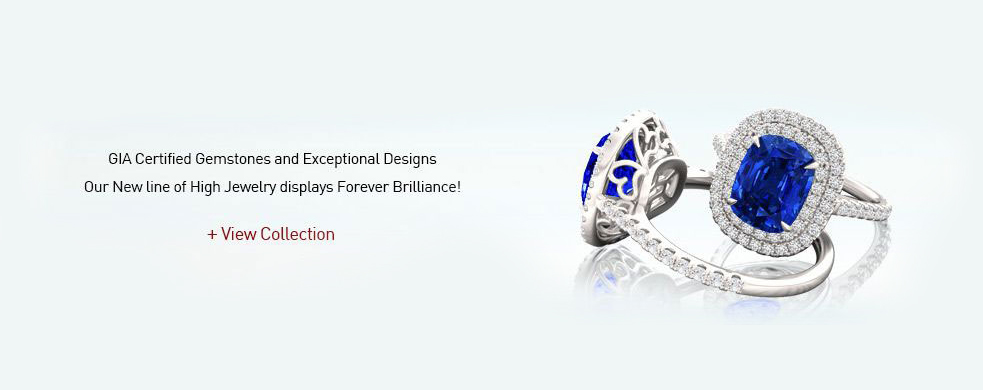 GIA Certified Gemstones and Exceptional Designs
Our New line of High Jewelry displays Forever Brilliance!
+ View Collection